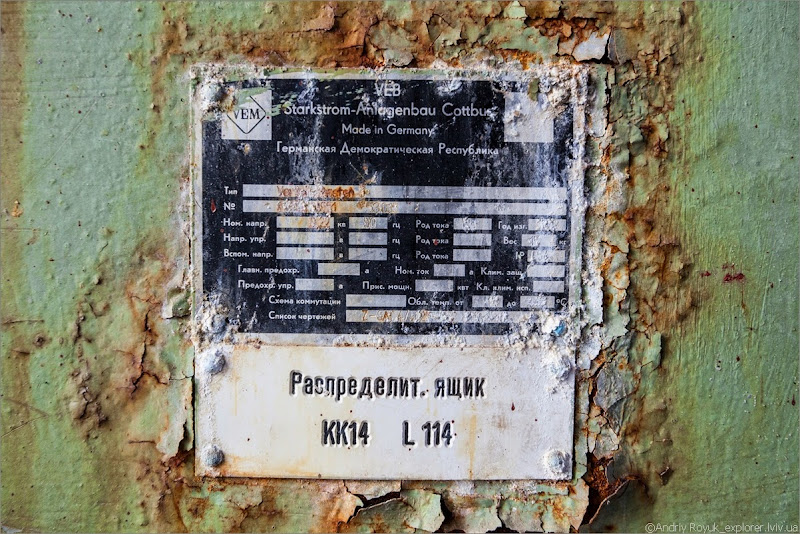 VEB
VEM
Starkstrom-Anlagenbau Cottbus
Made in Germany
Германская Демократическая Республика
Тип
№
Ном. напр. кв гц Род тока Год изг.
Напр. упр. в гц Род тока Вес кг
Вспом. напр. в гц Род тока IP
Главн. предохр. а Ном. ток а Клим. защ.
Предохр. упр. а Прис. мощн. квт Кл. клим. исп.
Схема коммутации Обл. темп. от до °C
Список чертежей
Распределит. ящик
КК14 L 114
©Andriy Royuk_explorer.lviv.ua